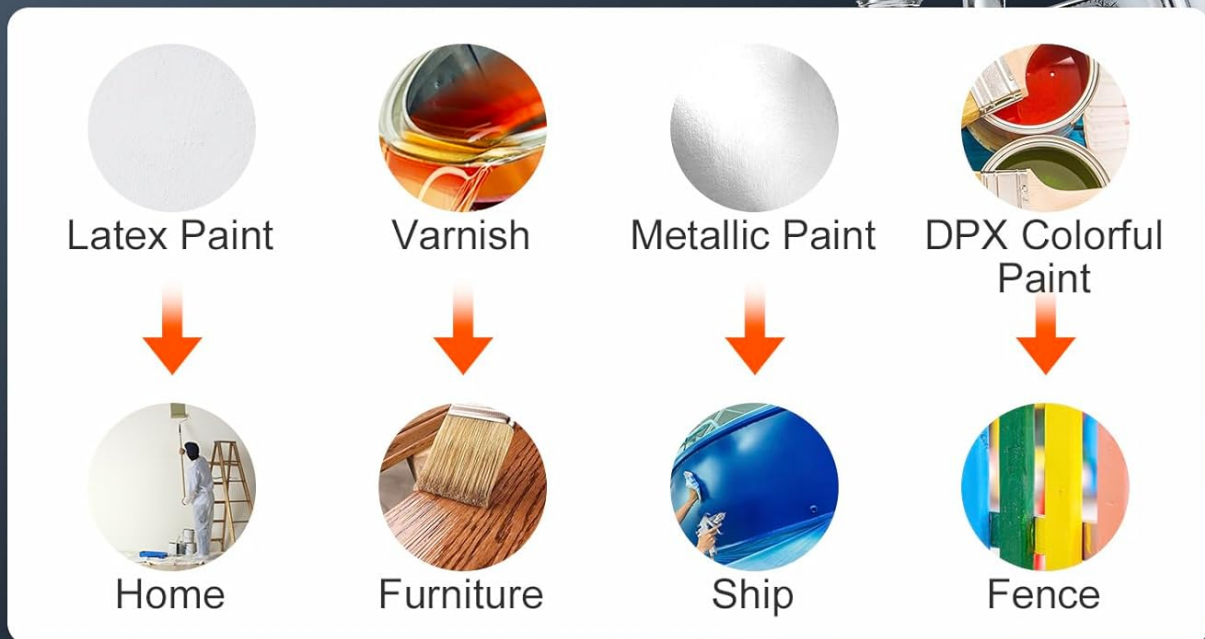 Latex Paint
Varnish
Metallic Paint
DPX Colorful
Paint
Home
Furniture
Ship
Fence